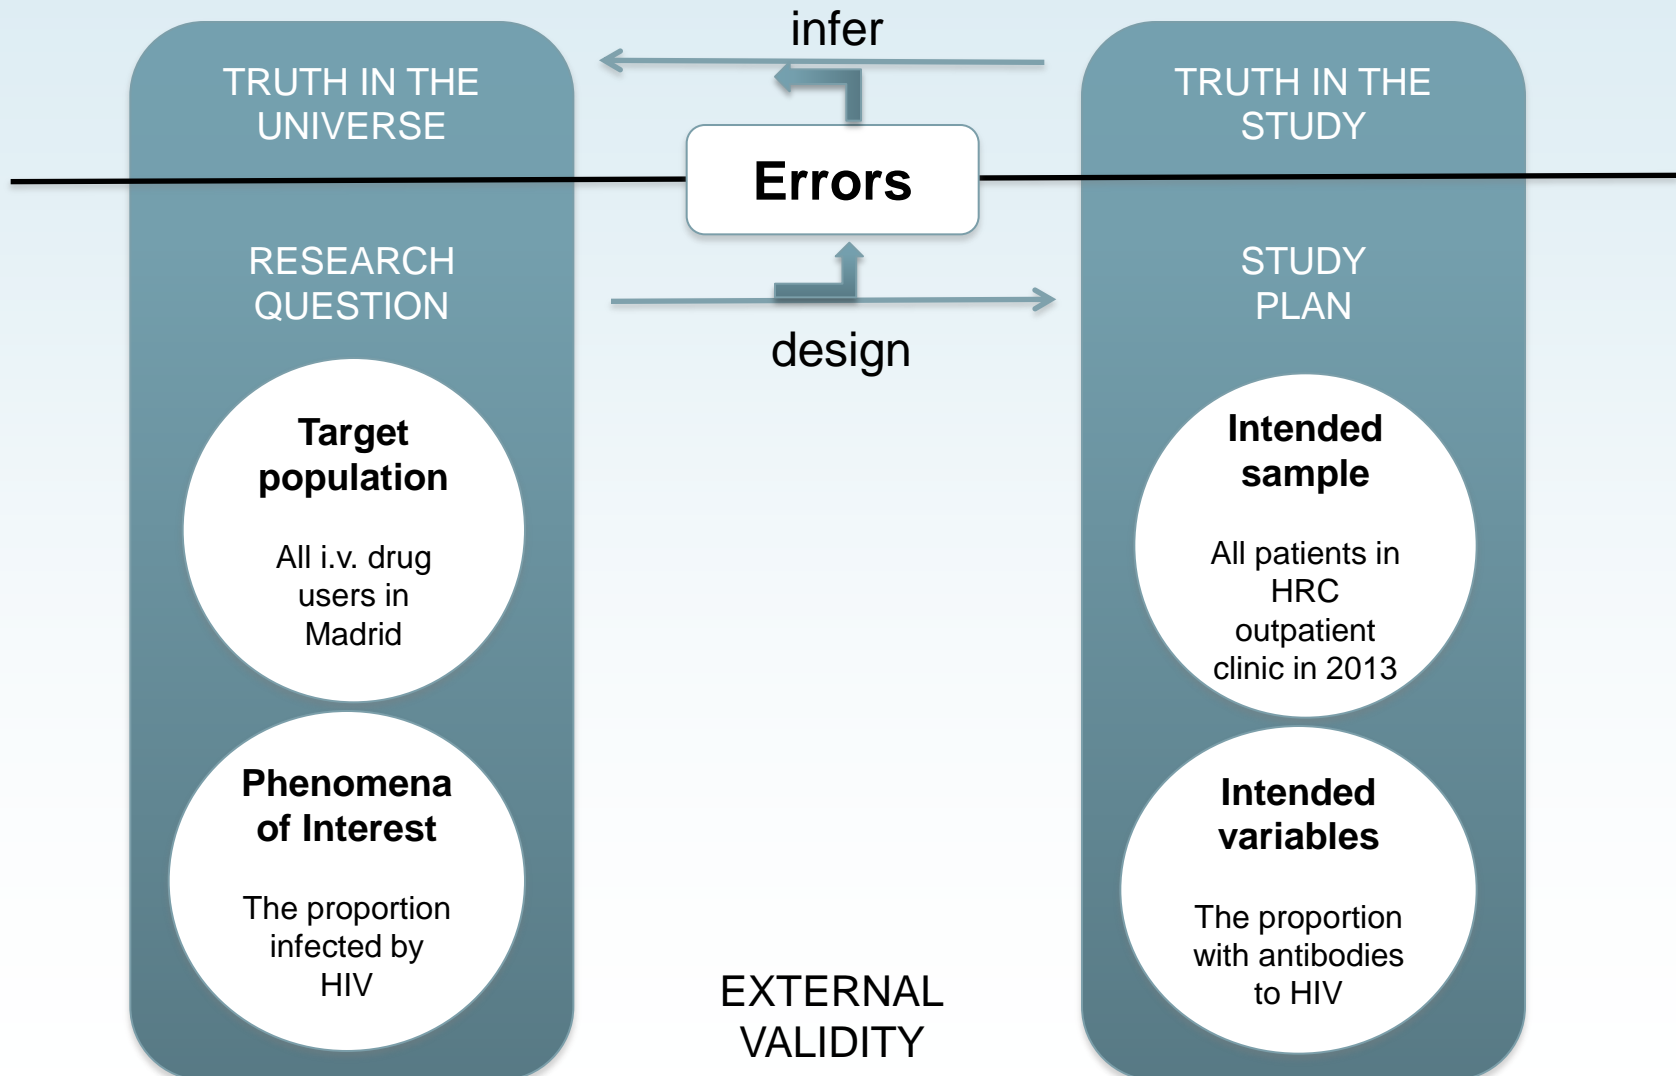 infer
TRUTH IN THE
UNIVERSE
TRUTH IN THE
STUDY
Errors
RESEARCH
QUESTION
STUDY
PLAN
design
Target
population
All i.v. drug
users in
Madrid
Intended
sample
All patients in
HRC
outpatient
clinic in 2013
Phenomena
of Interest
The proportion
infected by
HIV
Intended
variables
The proportion
with antibodies
to HIV
EXTERNAL
VALIDITY